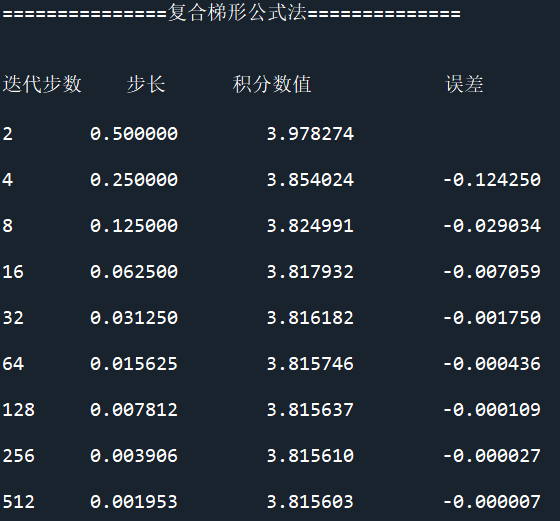 ===============复合梯形公式法==============
迭代步数 步长 积分数值 误差
2 0.500000 3.978274
4 0.250000 3.854024 -0.124250
8 0.125000 3.824991 -0.029034
16 0.062500 3.817932 -0.007059
32 0.031250 3.816182 -0.001750
64 0.015625 3.815746 -0.000436
128 0.007812 3.815637 -0.000109
256 0.003906 3.815610 -0.000027
512 0.001953 3.815603 -0.000007